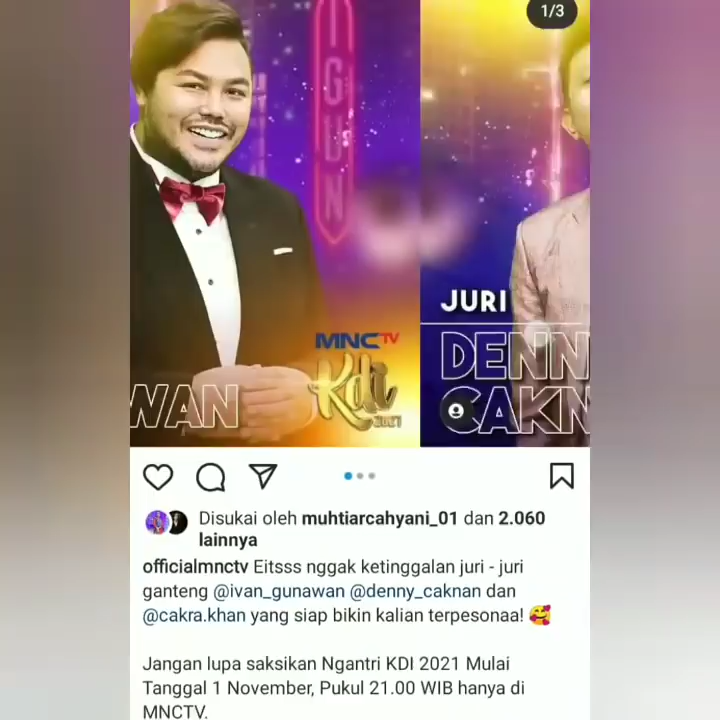 1/3
IGUN
MNCTV
Kdi
2021
WAN
JURI
DENN
CAKN
Disukai oleh muhtiarcahyani_01 dan 2.060
lainnya
officialmnctv Eitsss nggak ketinggalan juri - juri
ganteng @ivan_gunawan @denny_caknan dan
@cakra.khan yang siap bikin kalian terpesonaa! 🥰
Jangan lupa saksikan Ngantri KDI 2021 Mulai
Tanggal 1 November, Pukul 21.00 WIB hanya di
MNCTV.